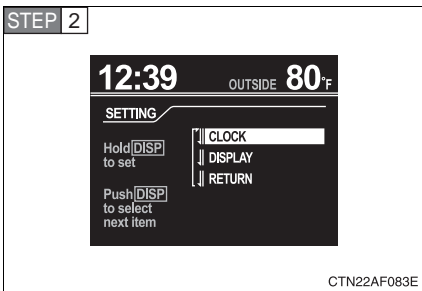 STEP 2
12:39 OUTSIDE 80°F
SETTING
Hold DISP
to set
Push DISP
to select
next item
CLOCK
DISPLAY
RETURN
CTN22AF083E